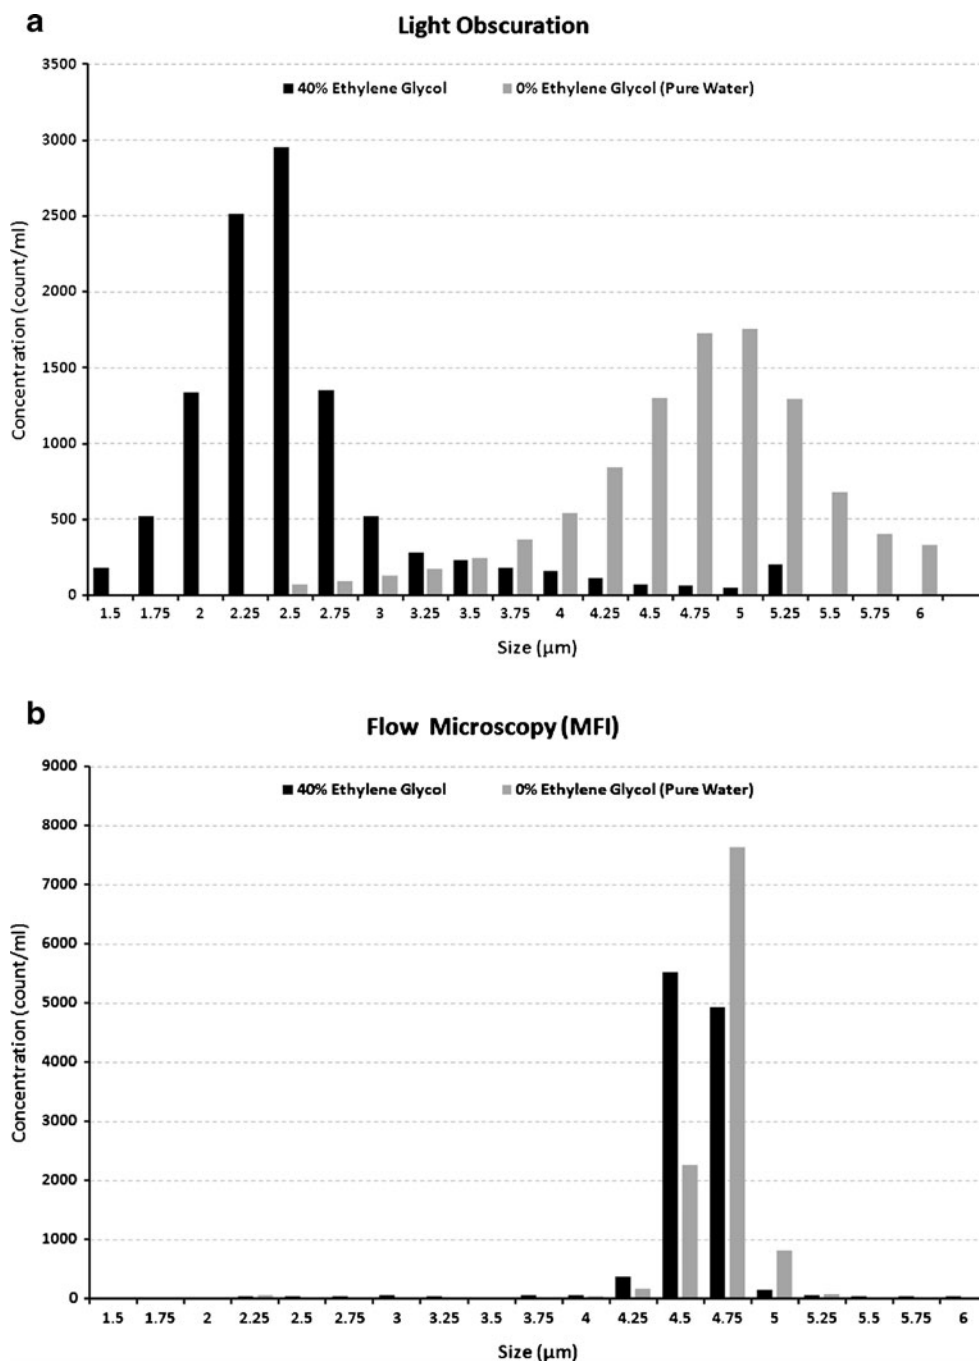 a
Light Obscuration
40% Ethylene Glycol 0% Ethylene Glycol (Pure Water)
Concentration (count/ml)
3500
3000
2500
2000
1500
1000
500
0
1.5 1.75 2 2.25 2.5 2.75 3 3.25 3.5 3.75 4 4.25 4.5 4.75 5 5.25 5.5 5.75 6
Size (µm)
b
Flow Microscopy (MFI)
40% Ethylene Glycol 0% Ethylene Glycol (Pure Water)
Concentration (count/ml)
9000
8000
7000
6000
5000
4000
3000
2000
1000
0
1.5 1.75 2 2.25 2.5 2.75 3 3.25 3.5 3.75 4 4.25 4.5 4.75 5 5.25 5.5 5.75 6
Size (µm)